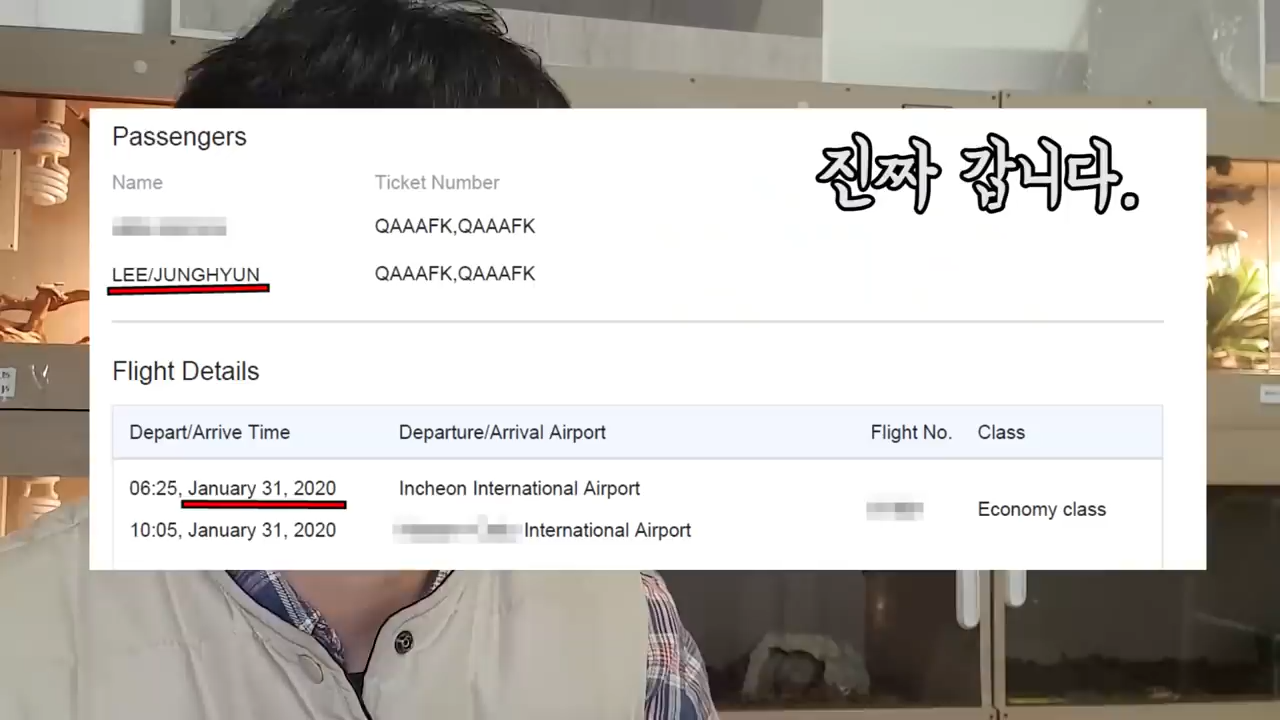 Passengers
진짜 갑니다.
Name Ticket Number
QAAAFK,QAAAFK
LEE/JUNGHYUN QAAAFK,QAAAFK
Flight Details
Depart/Arrive Time Departure/Arrival Airport Flight No. Class
06:25, January 31, 2020 Incheon International Airport
Economy class
10:05, January 31, 2020 International Airport